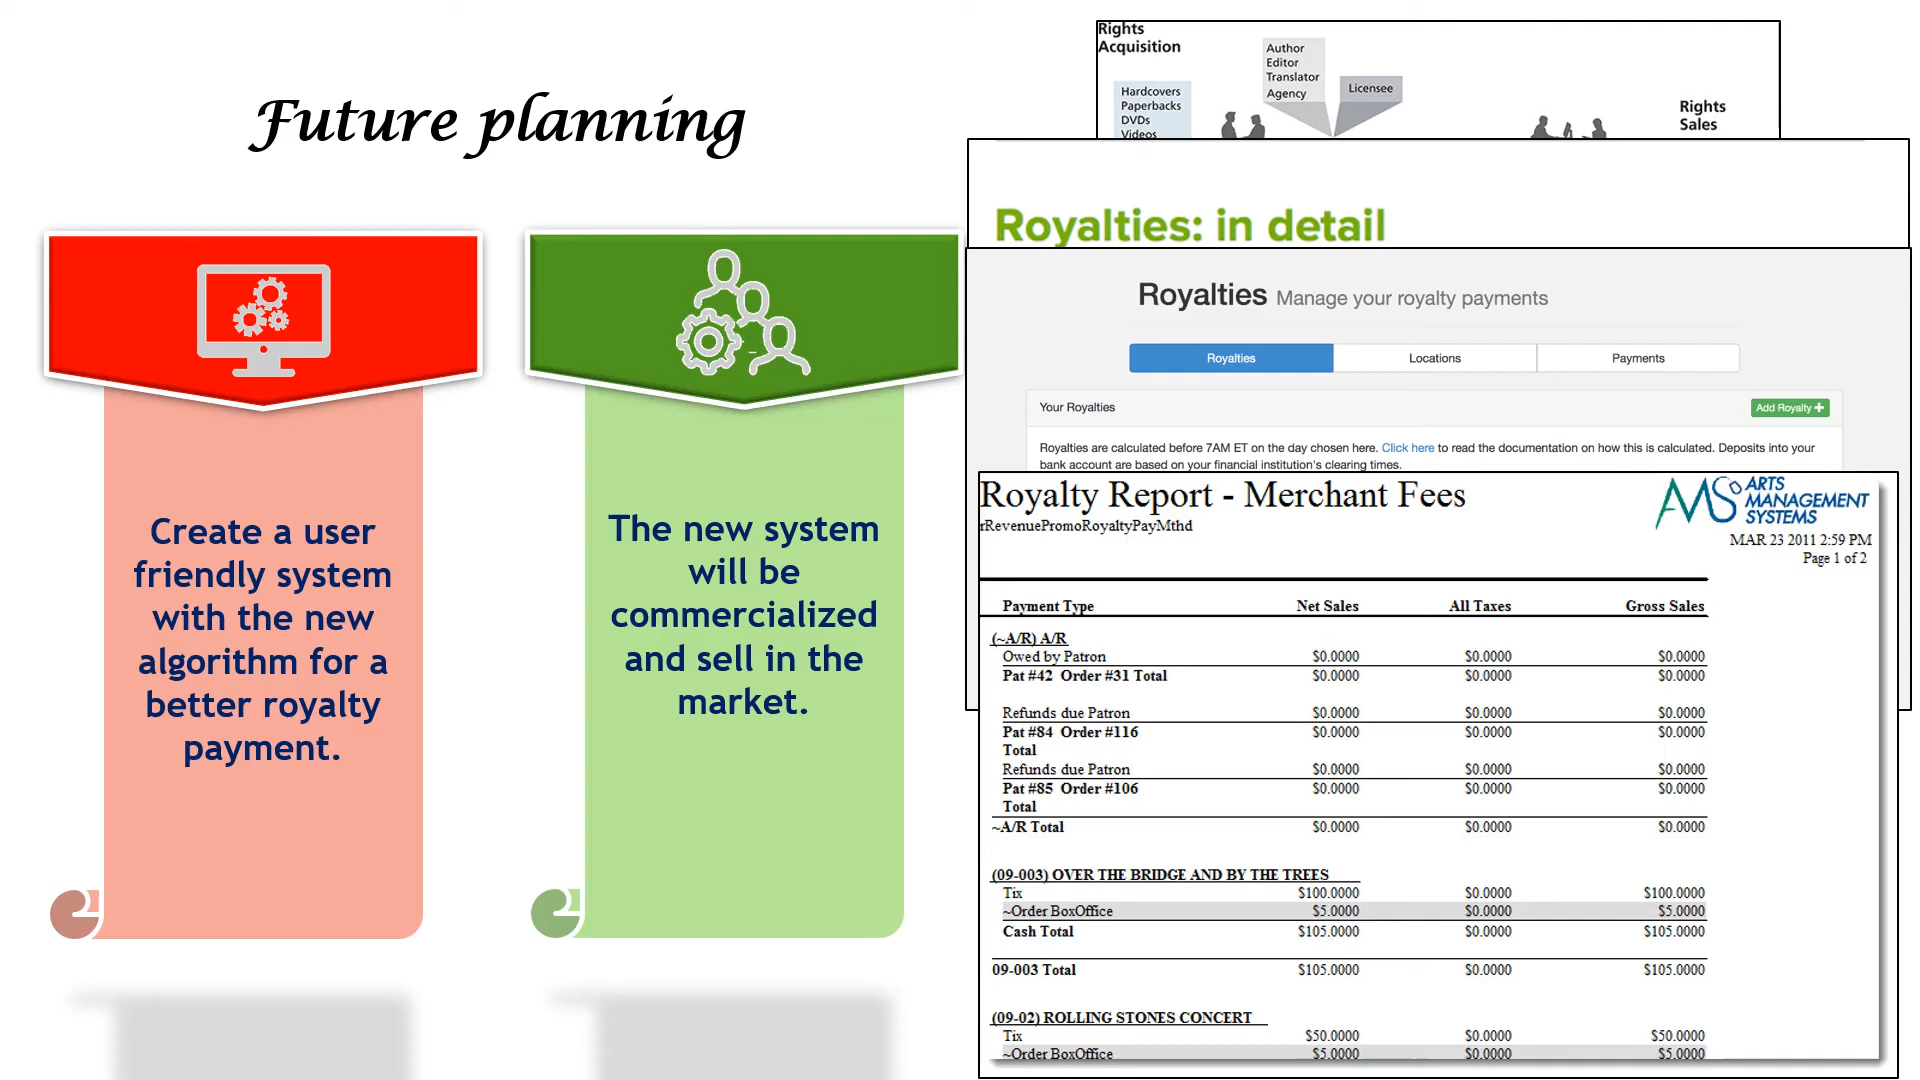 Future planning
Create a user
friendly system
with the new
algorithm for a
better royalty
payment.
The new system
will be
commercialized
and sell in the
market.
Rights
Acquisition
Hardcovers
Paperbacks
DVDs
Videos
Author
Editor
Translator
Agency
Licensee
Rights
Sales
Royalties: in detail
Royalties Manage your royalty payments
Royalties Locations Payments
Your Royalties Add Royalty +
Royalties are calculated before 7AM ET on the day chosen here. Click here to read the documentation on how this is calculated. Deposits into your
bank account are based on your financial institution's clearing times.
Royalty Report - Merchant Fees
rRevenuePromoRoyaltyPayMthd
AMS ARTS
MANAGEMENT
SYSTEMS
MAR 23 2011 2:59 PM
Page 1 of 2
Payment Type Net Sales All Taxes Gross Sales
(~A/R) A/R
Owed by Patron $0.0000 $0.0000 $0.0000
Pat #42 Order #31 Total $0.0000 $0.0000 $0.0000
Refunds due Patron $0.0000 $0.0000 $0.0000
Pat #84 Order #116 $0.0000 $0.0000 $0.0000
Total
Refunds due Patron $0.0000 $0.0000 $0.0000
Pat #85 Order #106 $0.0000 $0.0000 $0.0000
Total
~A/R Total $0.0000 $0.0000 $0.0000
(09-003) OVER THE BRIDGE AND BY THE TREES
Tix $100.0000 $0.0000 $100.0000
~Order BoxOffice $5.0000 $0.0000 $5.0000
Cash Total $105.0000 $0.0000 $105.0000
09-003 Total $105.0000 $0.0000 $105.0000
(09-02) ROLLING STONES CONCERT
Tix $50.0000 $0.0000 $50.0000
~Order BoxOffice $5.0000 $0.0000 $5.0000